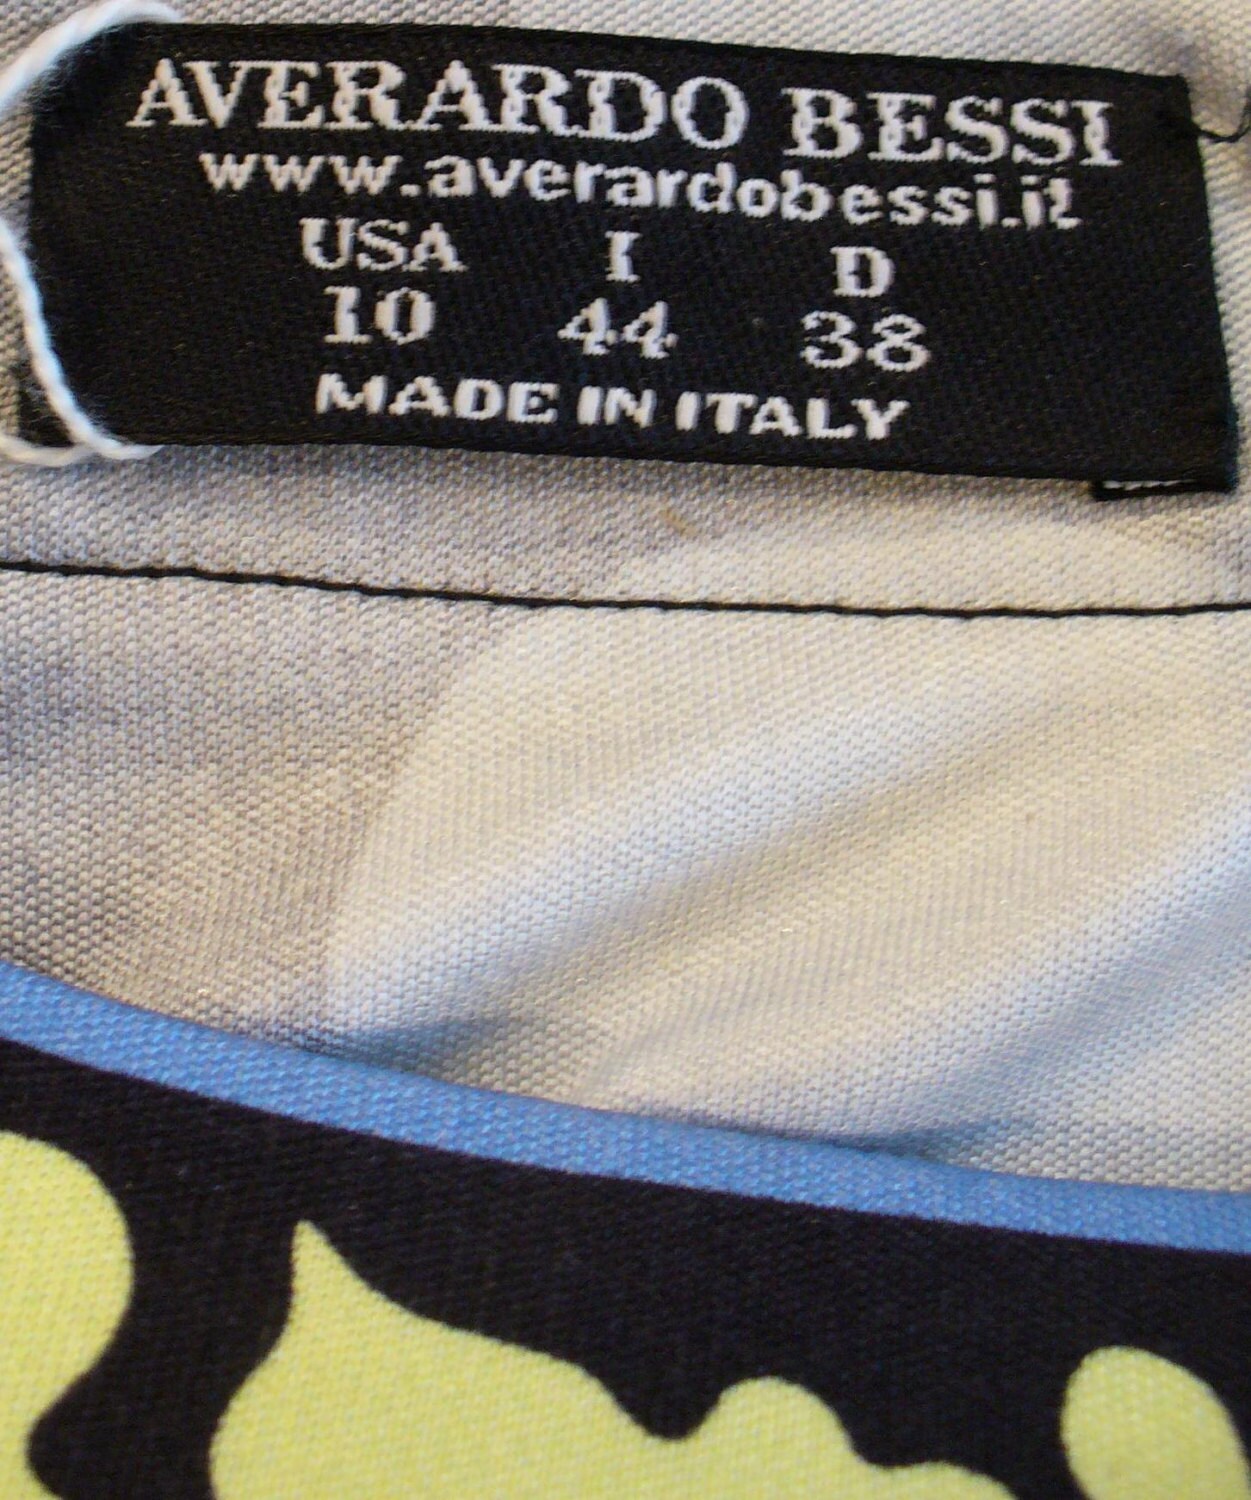 AVERARDO BESSI
www.averardobessi.it
USA I D
10 44 38
MADE IN ITALY